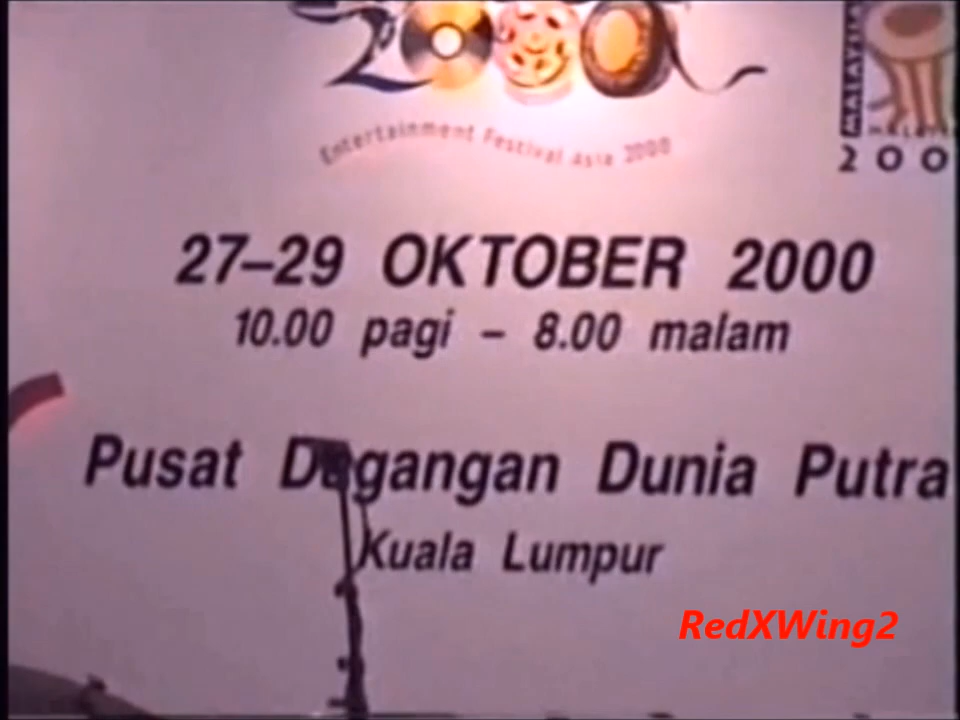 2000
Entertainment Festival Asia 2000
MALAYSIA
200
27–29 OKTOBER 2000
10.00 pagi – 8.00 malam
Pusat Dagangan Dunia Putra
Kuala Lumpur
RedXWing2